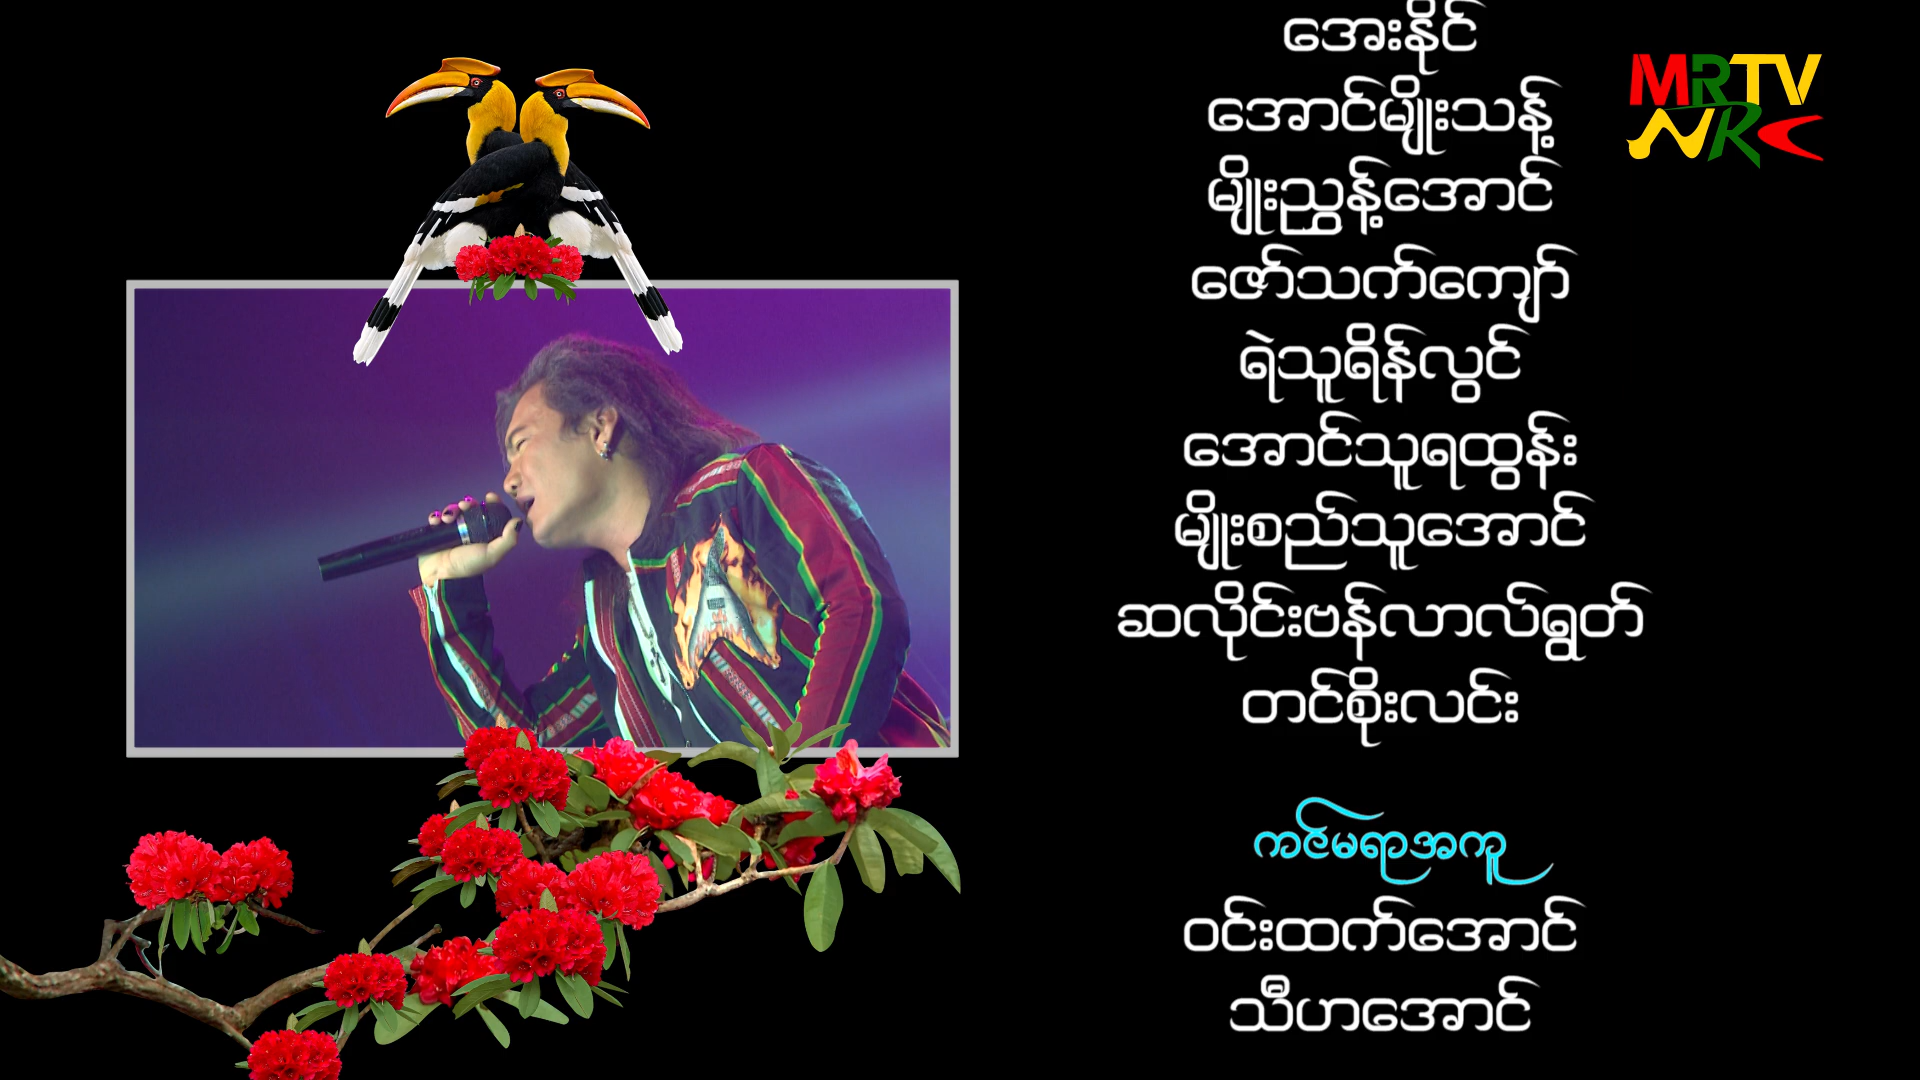 အေးနိုင်
အောင်မျိုးသန့်
မျိုးညွှန့်အောင်
ဇော်သက်ကျော်
ရဲသူရိန်လွင်
အောင်သူရထွန်း
မျိုးစည်သူအောင်
ဆလိုင်းဗန်လာလ်ရွတ်
တင်စိုးလင်း
ကင်မရာအကူ
ဝင်းထက်အောင်
သီဟအောင်
MRTV
NRC